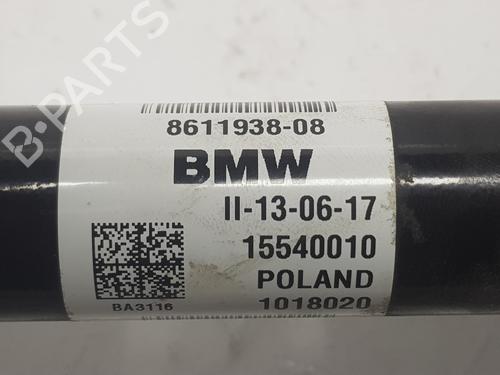 B-Parts
8611938-08
BMW
II-13-06-17
15540010
POLAND
1018020
BA3116